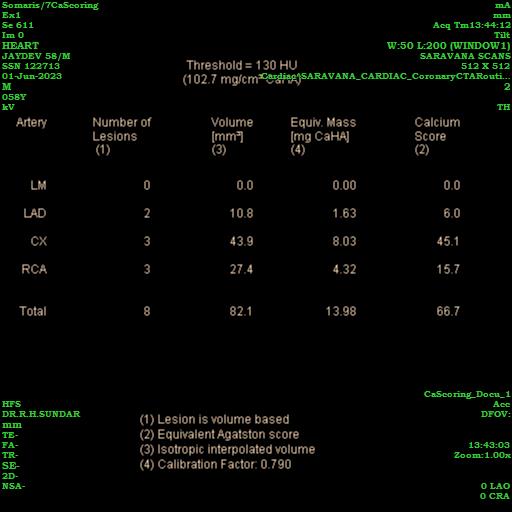 Somaris/7CaScoring
Ex1
Se 611
Im 0
HEART
JAYDEV 58/M
SSN 122713
01-Jun-2023
M
058Y
kV
mA
mm
Acq Tm13:44:12
Tilt
W:50 L:200 (WINDOW1)
SARAVANA SCANS
512 X 512
Cardiac^SARAVANA_CARDIAC_CoronaryCTARouti...
2
TH
Threshold = 130 HU
(102.7 mg/cm³ CaHA)
Artery Number of Lesions (1) Volume [mm³] (3) Equiv. Mass [mg CaHA] (4) Calcium Score (2)
LM 0 0.0 0.00 0.0
LAD 2 10.8 1.63 6.0
CX 3 43.9 8.03 45.1
RCA 3 27.4 4.32 15.7
Total 8 82.1 13.98 66.7
(1) Lesion is volume based
(2) Equivalent Agatston score
(3) Isotropic interpolated volume
(4) Calibration Factor: 0.790
HFS
DR.R.H.SUNDAR
mm
TE-
FA-
TR-
SE-
2D-
NSA-
CaScoring_Docu_1
Acc
DFOV:
13:43:03
Zoom:1.00x
0 LAO
0 CRA